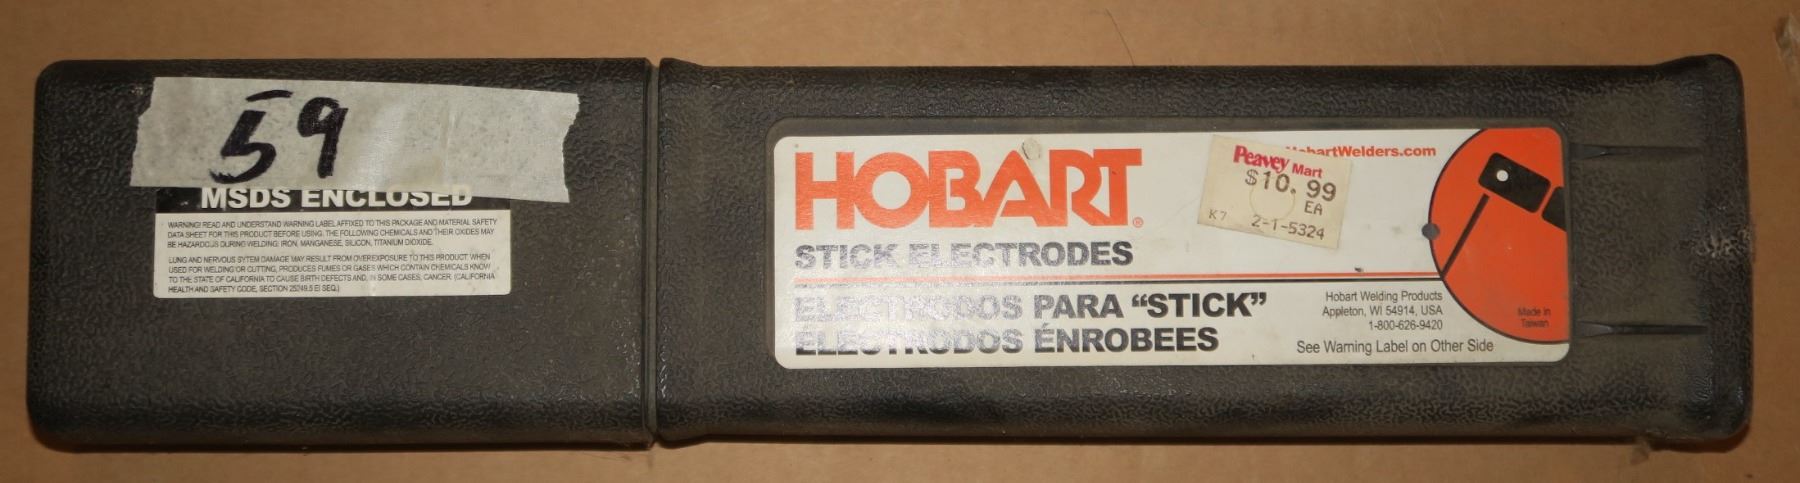 59
MSDS ENCLOSED
WARNING! READ AND UNDERSTAND WARNING LABEL AFFIXED TO THIS PACKAGE AND MATERIAL SAFETY
DATA SHEET FOR THIS PRODUCT BEFORE USING. THE FOLLOWING CHEMICALS AND THEIR OXIDES MAY
BE HAZARDOUS DURING WELDING: IRON, MANGANESE, SILICON, TITANIUM DIOXIDE.
LUNG AND NERVOUS SYTEM DAMAGE MAY RESULT FROM OVEREXPOSURE TO THIS PRODUCT. WHEN
USED FOR WELDING OR CUTTING, PRODUCES FUMES OR GASES WHICH CONTAIN CHEMICALS KNOW
TO THE STATE OF CALIFORNIA TO CAUSE BIRTH DEFECTS AND, IN SOME CASES, CANCER. (CALIFORNIA
HEALTH AND SAFETY CODE, SECTION 25249.5 EI SEQ.)
HOBART®
STICK ELECTRODES
ELECTRODOS PARA “STICK”
ELECTRODOS ÉNROBEES
HobartWelders.com
Peavey Mart
$10.99
EA
K7 2-1-5324
Hobart Welding Products
Appleton, WI 54914, USA
1-800-626-9420
See Warning Label on Other Side
Made in
Taiwan